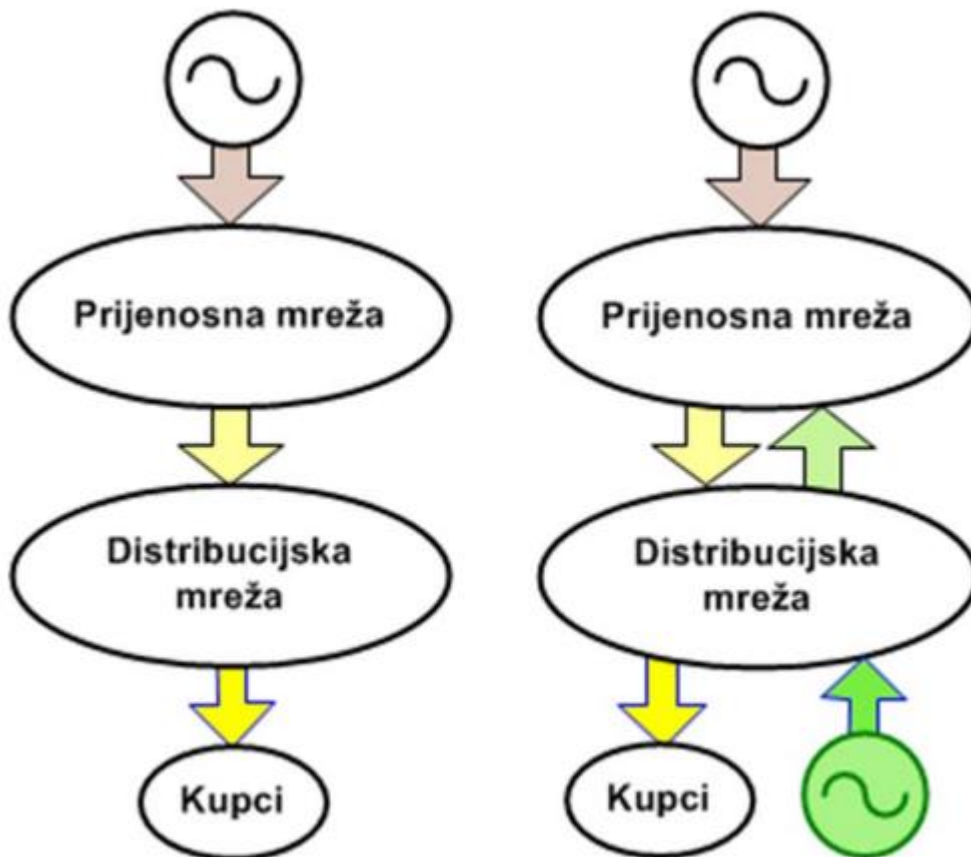 Prijenosna mreža
Prijenosna mreža
Distribucijska
mreža
Distribucijska
mreža
Kupci
Kupci